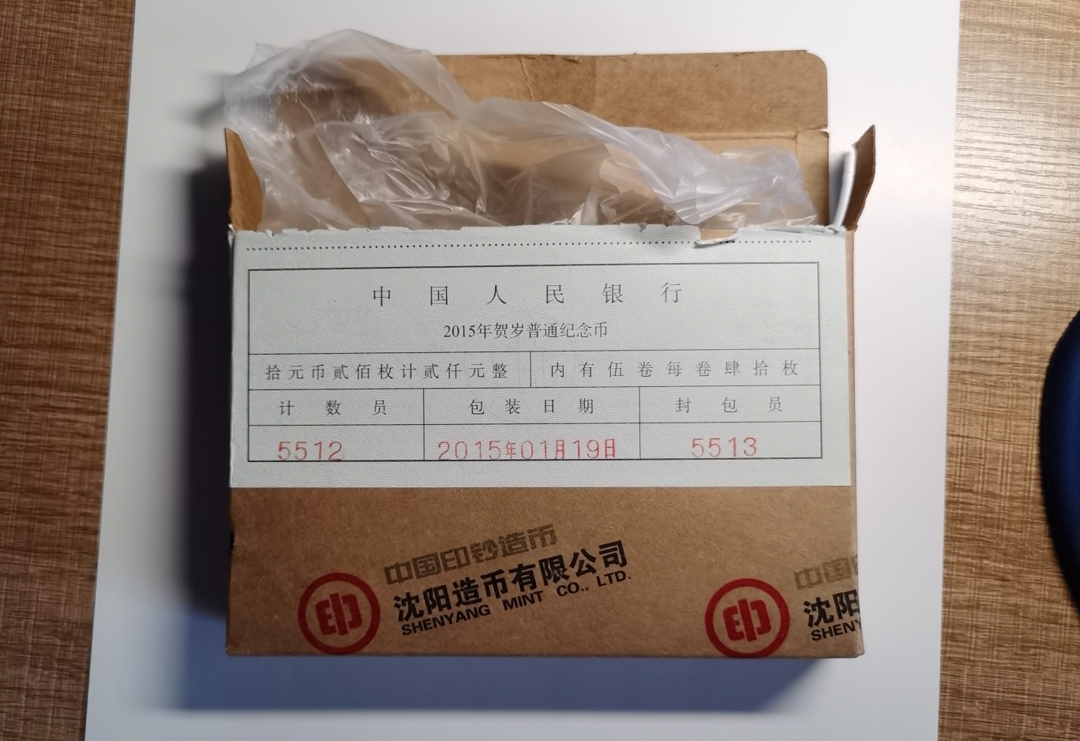 中国人民银行
2015年贺岁普通纪念币
拾元币贰佰枚计贰仟元整 内有伍卷每卷肆拾枚
计数员 包装日期 封包员
5512 2015年01月19日 5513
中国印钞造币
沈阳造币有限公司
SHENYANG MINT CO., LTD.
中国
沈阳
SHENY